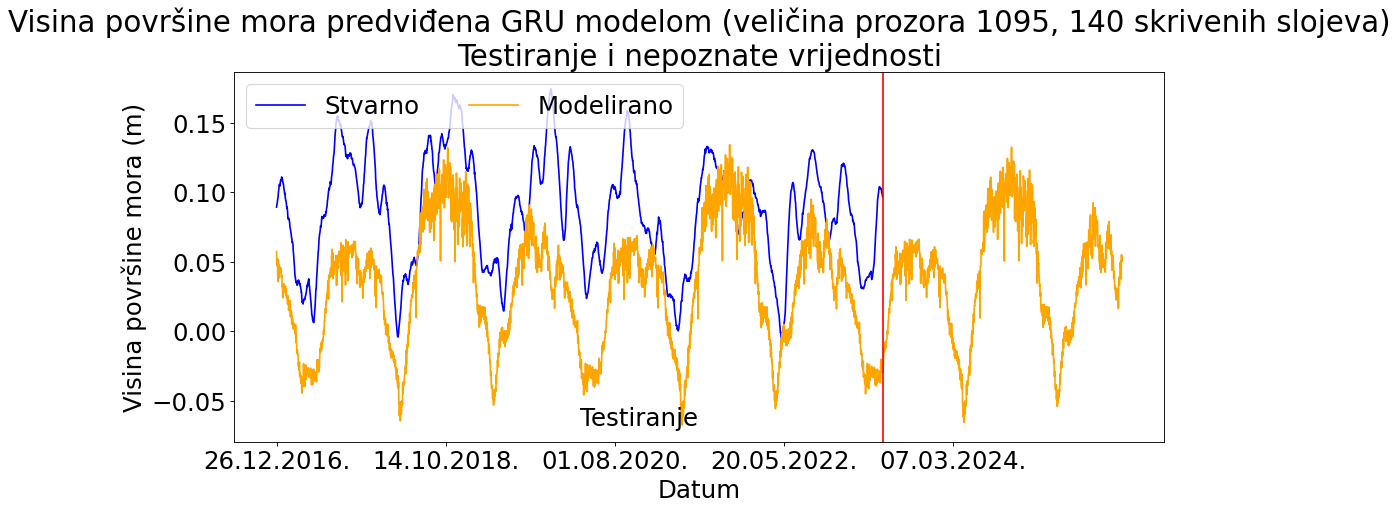 Visina površine mora predviđena GRU modelom (veličina prozora 1095, 140 skrivenih slojeva)
Testiranje i nepoznate vrijednosti
Stvarno Modelirano
Visina površine mora (m)
0.15
0.10
0.05
0.00
−0.05
Testiranje
26.12.2016. 14.10.2018. 01.08.2020. 20.05.2022. 07.03.2024.
Datum